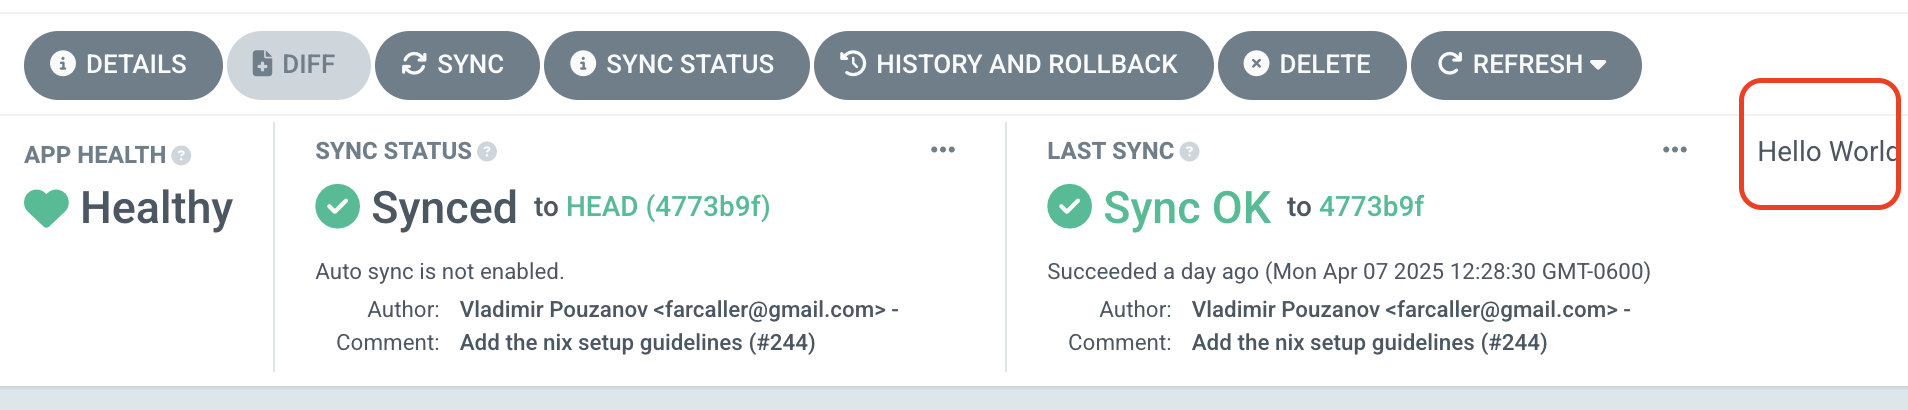 DETAILS DIFF SYNC SYNC STATUS HISTORY AND ROLLBACK DELETE REFRESH
APP HEALTH ?
Healthy
SYNC STATUS ? •••
Synced to HEAD (4773b9f)
Auto sync is not enabled.
Author: Vladimir Pouzanov <farcaller@gmail.com> -
Comment: Add the nix setup guidelines (#244)
LAST SYNC ? •••
Sync OK to 4773b9f
Succeeded a day ago (Mon Apr 07 2025 12:28:30 GMT-0600)
Author: Vladimir Pouzanov <farcaller@gmail.com> -
Comment: Add the nix setup guidelines (#244)
Hello World